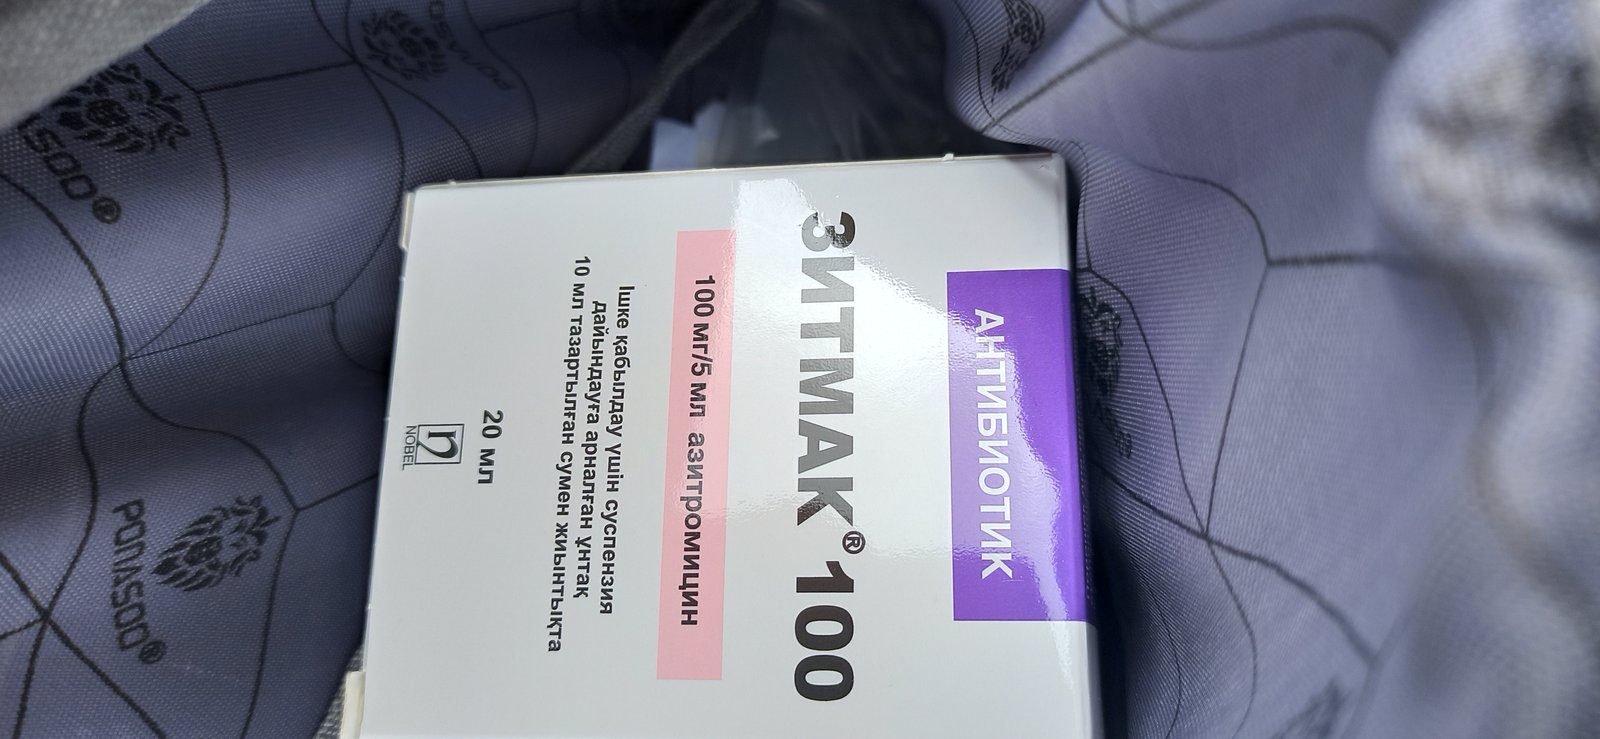 АНТИБИОТИК
ЗИТМАК® 100
100 мг/5 мл азитромицин
Ішке қабылдау үшін суспензия
дайындауға арналған ұнтақ
10 мл тазартылған сумен жиынтықта
20 мл
NOBEL
PONASOO®